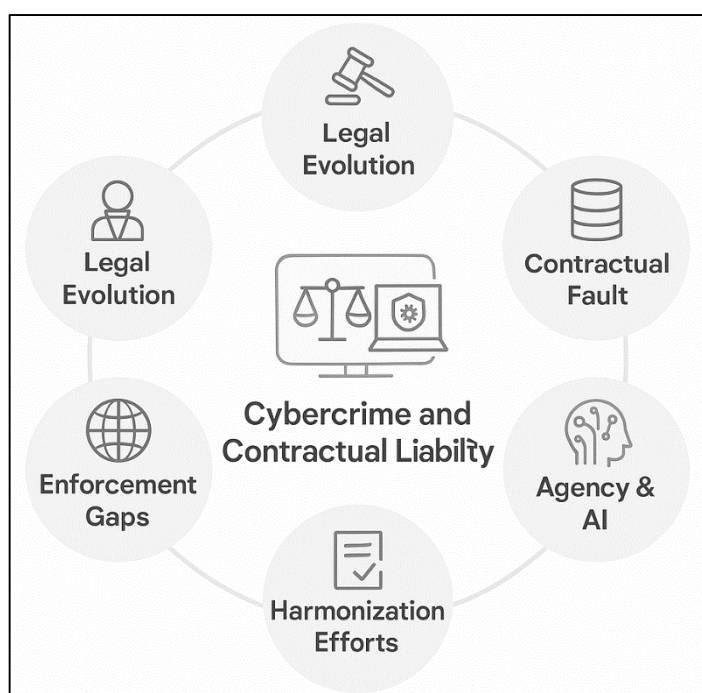 Legal
Evolution
Contractual
Fault
Agency &
AI
Harmonization
Efforts
Enforcement
Gaps
Legal
Evolution
Cybercrime and
Contractual Liabilty